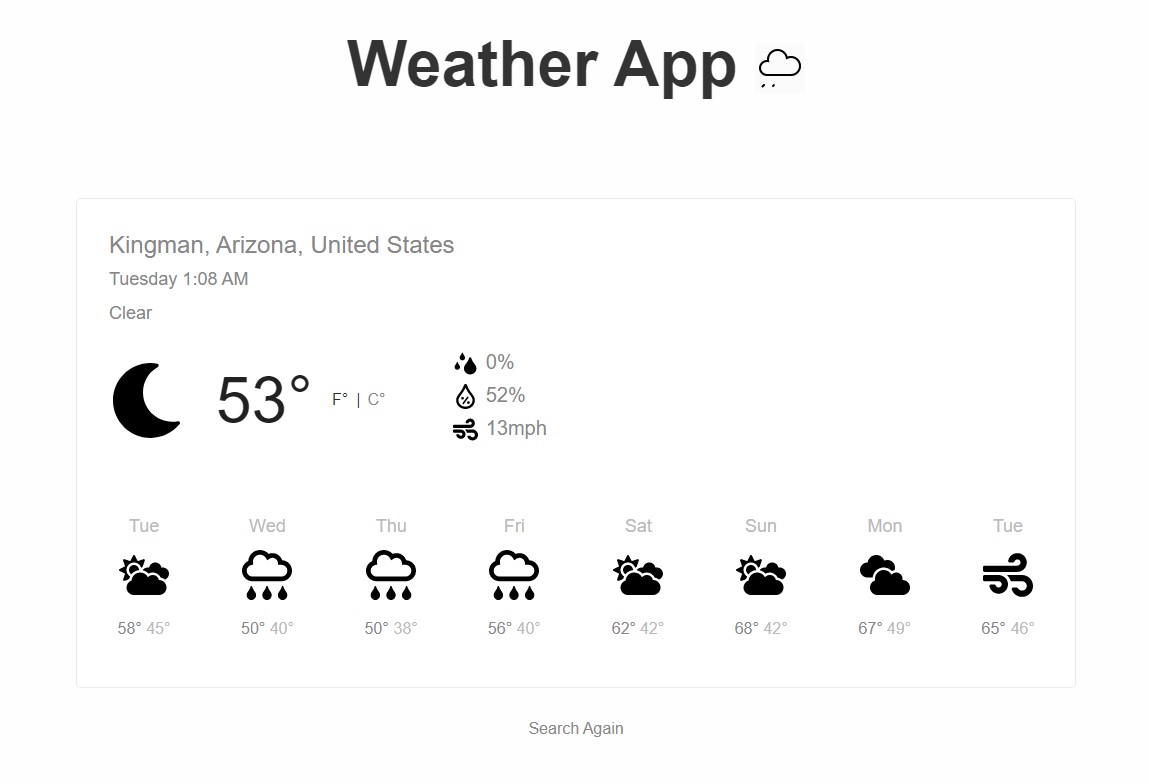 Weather App
Kingman, Arizona, United States
Tuesday 1:08 AM
Clear
53° F° | C°
0%
52%
13mph
Tue Wed Thu Fri Sat Sun Mon Tue
58° 45° 50° 40° 50° 38° 56° 40° 62° 42° 68° 42° 67° 49° 65° 46°
Search Again